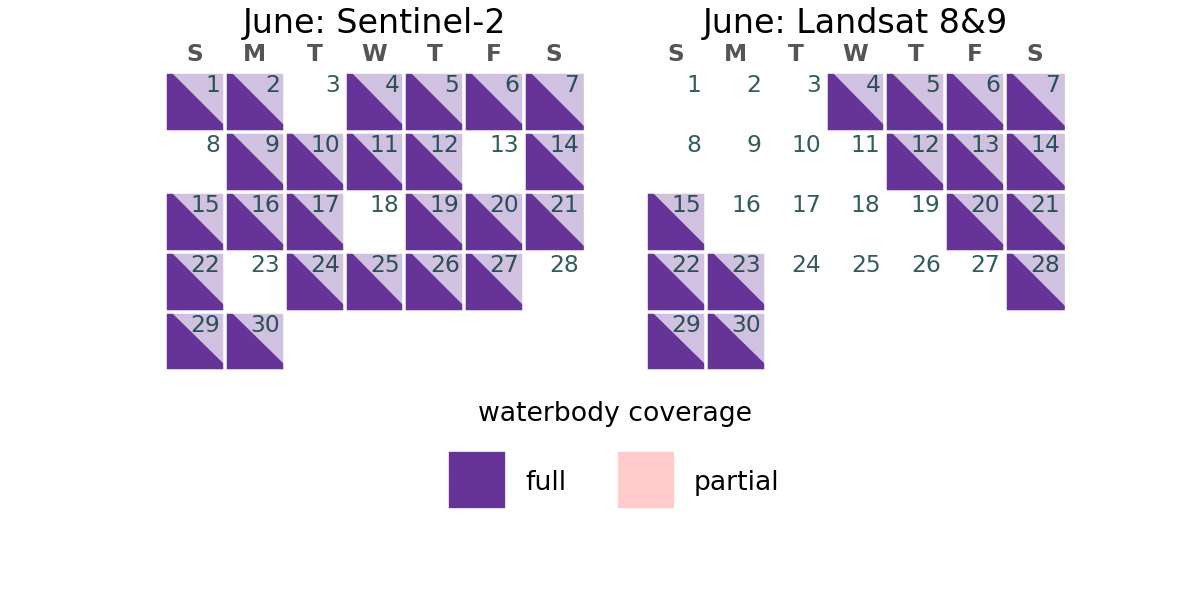 June: Sentinel-2
S M T W T F S
1 2 3 4 5 6 7
8 9 10 11 12 13 14
15 16 17 18 19 20 21
22 23 24 25 26 27 28
29 30
June: Landsat 8&9
S M T W T F S
1 2 3 4 5 6 7
8 9 10 11 12 13 14
15 16 17 18 19 20 21
22 23 24 25 26 27 28
29 30
waterbody coverage
full partial